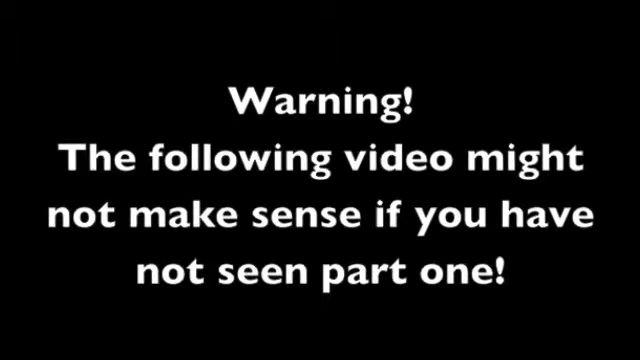 Warning!
The following video might
not make sense if you have
not seen part one!